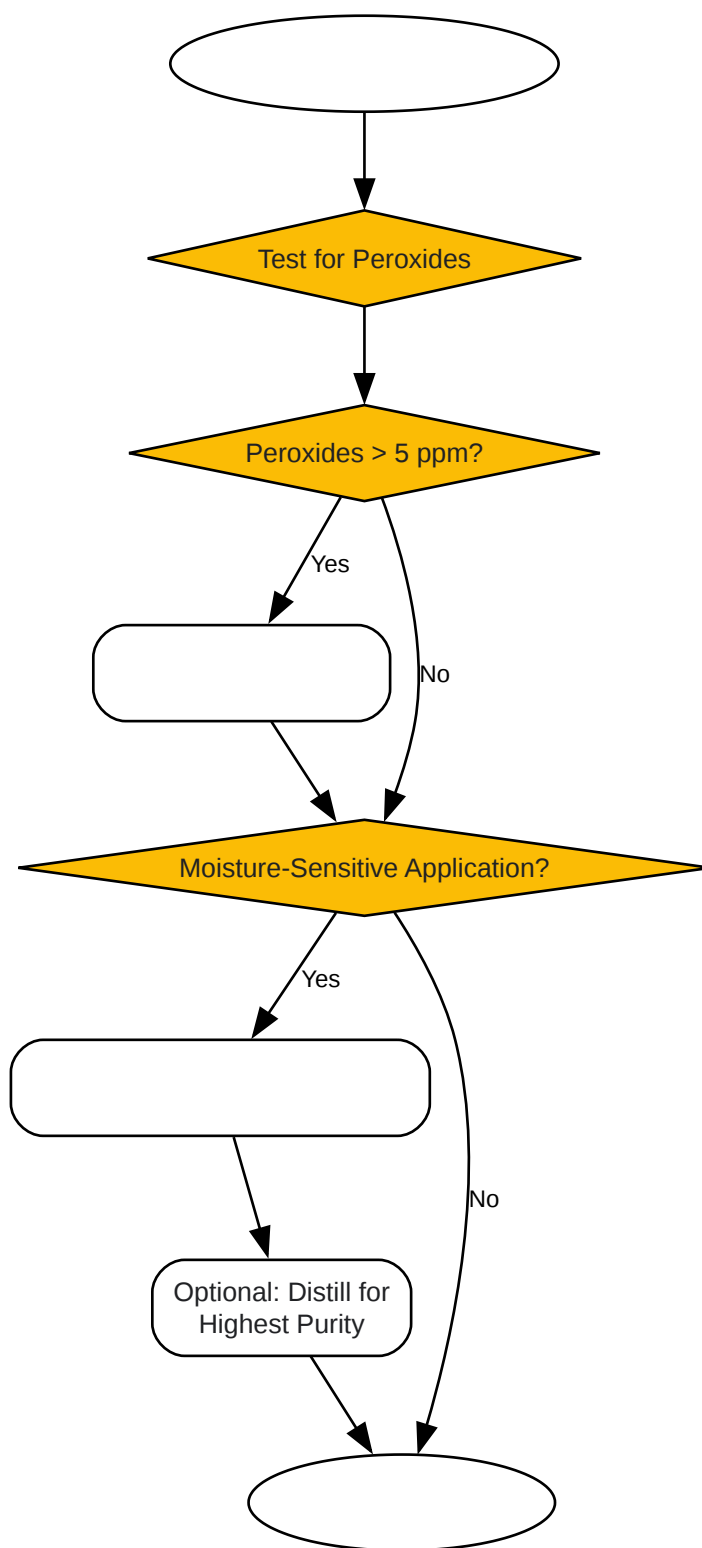 Test for Peroxides
Peroxides > 5 ppm?
Yes
No
Moisture-Sensitive Application?
Yes
No
Optional: Distill for
Highest Purity